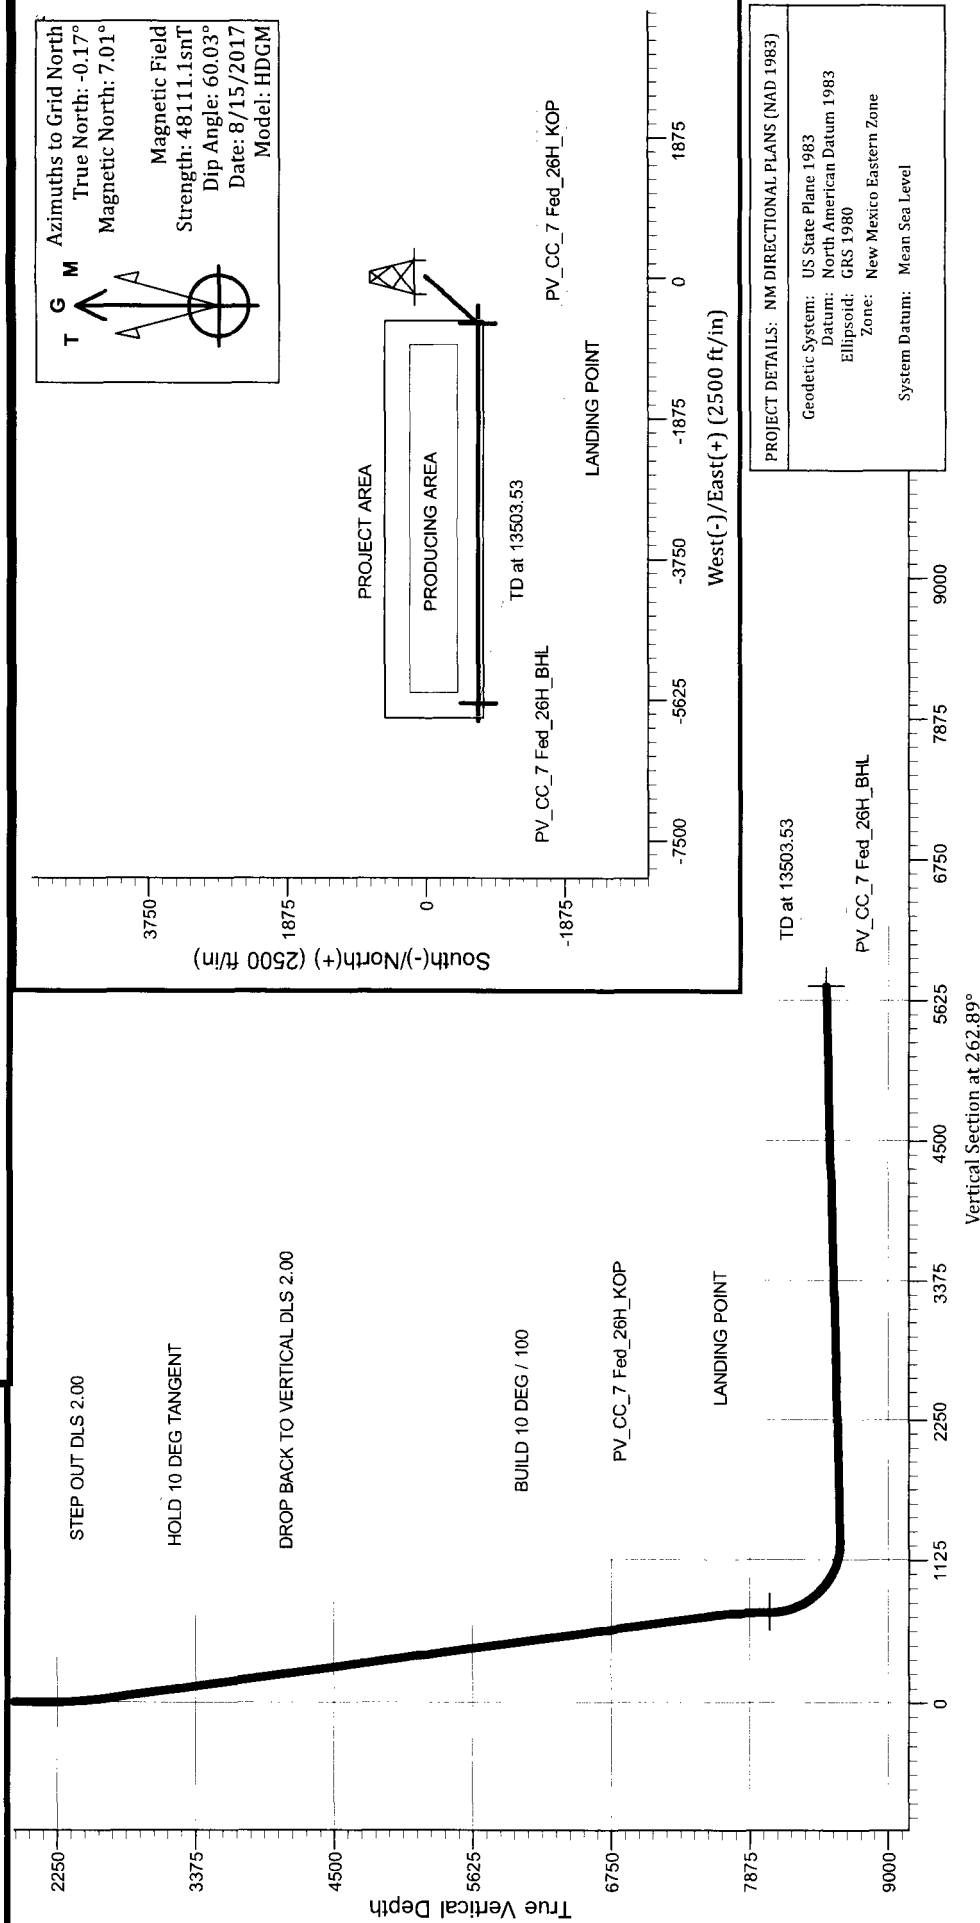 Azimuths to Grid North
True North: -0.17°
Magnetic North: 7.01°
Magnetic Field
Strength: 48111.1snT
Dip Angle: 60.03°
Date: 8/15/2017
Model: HDGM
T G M
South(-)/North(+) (2500 ft/in)
3750
1875
0
-1875
PROJECT AREA
PRODUCING AREA
TD at 13503.53
PV_CC_7 Fed_26H_BHL
LANDING POINT
PV_CC_7 Fed_26H_KOP
-7500
-5625
-3750
-1875
0
1875
West(-)/East(+) (2500 ft/in)
STEP OUT DLS 2.00
HOLD 10 DEG TANGENT
DROP BACK TO VERTICAL DLS 2.00
BUILD 10 DEG / 100
PV_CC_7 Fed_26H_KOP
LANDING POINT
TD at 13503.53
PV_CC_7 Fed_26H_BHL
True Vertical Depth
2250
3375
4500
5625
6750
7875
9000
0
1125
2250
3375
4500
5625
6750
7875
9000
Vertical Section at 262.89°
PROJECT DETAILS: NM DIRECTIONAL PLANS (NAD 1983)
Geodetic System: US State Plane 1983
Datum: North American Datum 1983
Ellipsoid: GRS 1980
Zone: New Mexico Eastern Zone
System Datum: Mean Sea Level